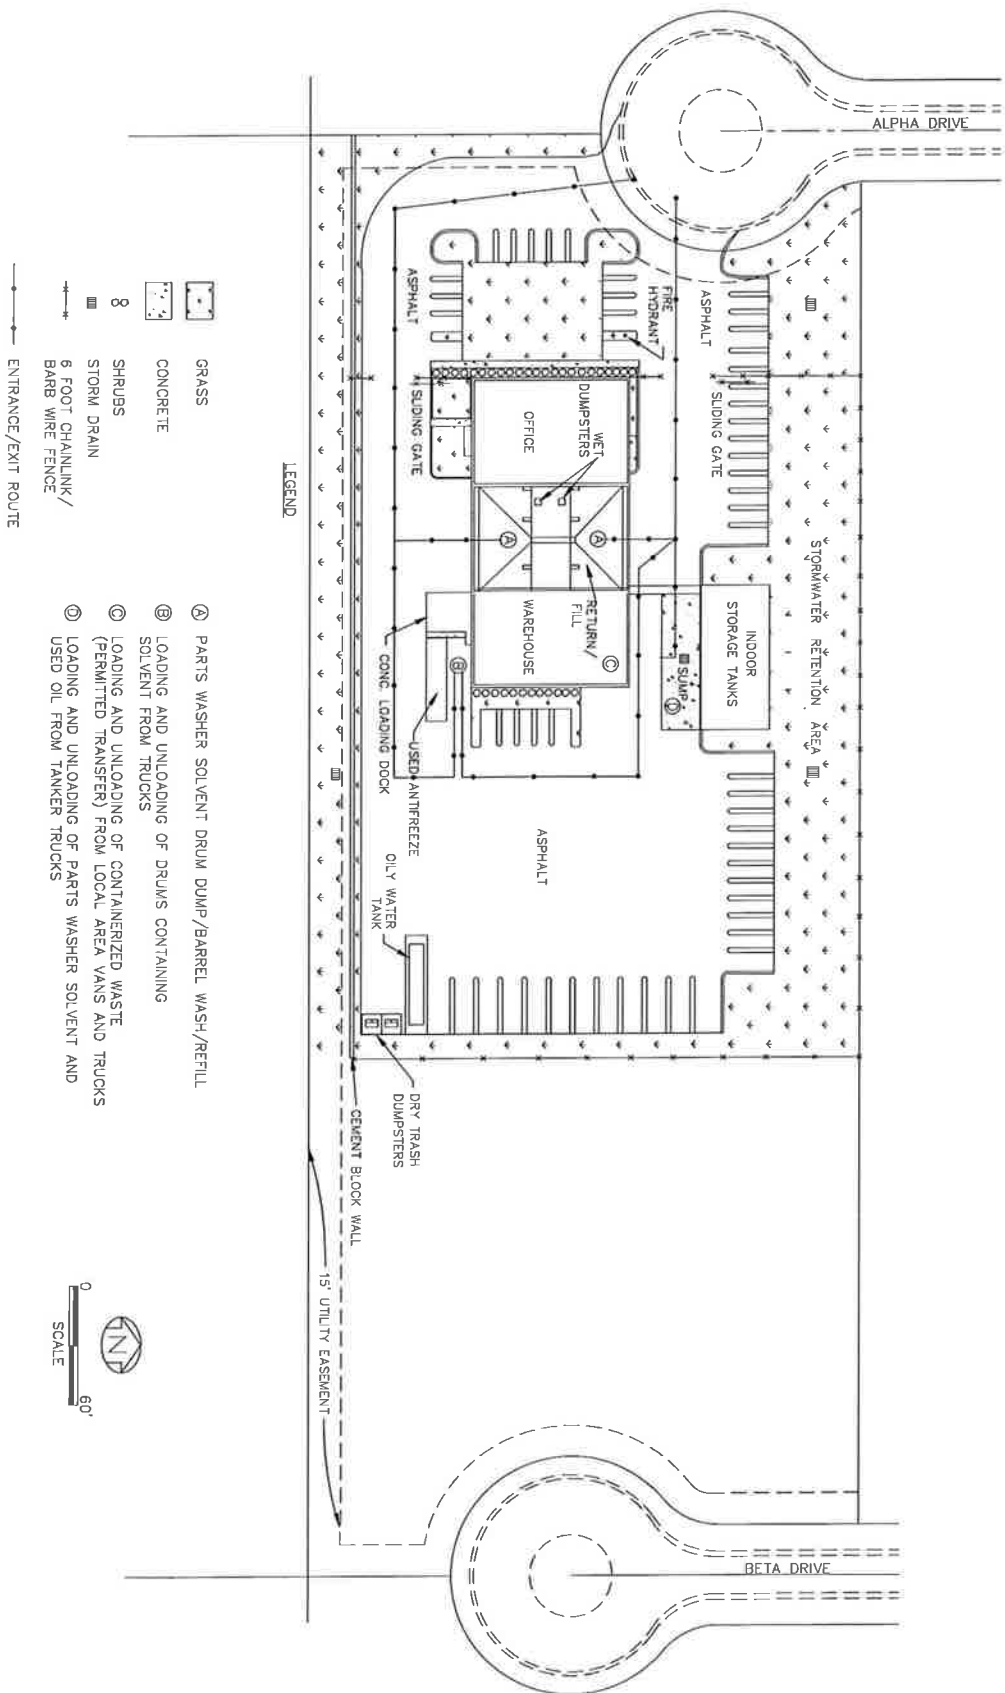 ALPHA DRIVE
FIRE
HYDRANT
ASPHALT
SLIDING GATE
STORMWATER RETENTION AREA
ASPHALT
SLIDING GATE
OFFICE
WET
DUMPSTERS
A
A
RETURN/
FILL
WAREHOUSE
C
B
INDOOR
STORAGE TANKS
SUMP
D
CONC. LOADING DOCK
USED ANTIFREEZE
ASPHALT
OILY WATER
TANK
DRY TRASH
DUMPSTERS
CEMENT BLOCK WALL
15' UTILITY EASEMENT
BETA DRIVE
LEGEND
GRASS
CONCRETE
SHRUBS
STORM DRAIN
6 FOOT CHAINLINK/
BARB WIRE FENCE
ENTRANCE/EXIT ROUTE
A PARTS WASHER SOLVENT DRUM DUMP/BARREL WASH/REFILL
B LOADING AND UNLOADING OF DRUMS CONTAINING
SOLVENT FROM TRUCKS
C LOADING AND UNLOADING OF CONTAINERIZED WASTE
(PERMITTED TRANSFER) FROM LOCAL AREA VANS AND TRUCKS
D LOADING AND UNLOADING OF PARTS WASHER SOLVENT AND
USED OIL FROM TANKER TRUCKS
N
0 60'
SCALE